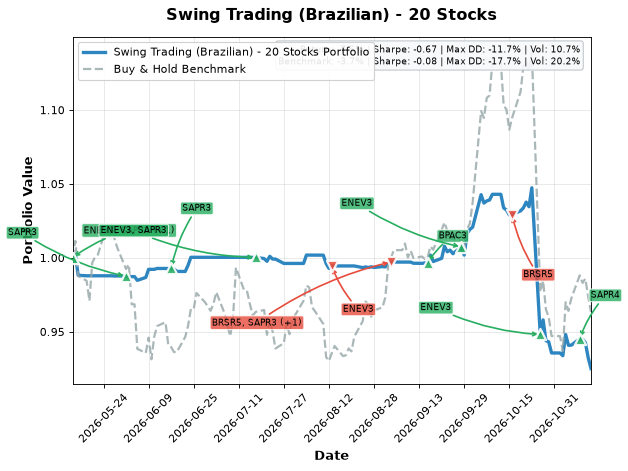 Swing Trading (Brazilian) - 20 Stocks
Swing Trading (Brazilian) - 20 Stocks Portfolio
Buy & Hold Benchmark
Sharpe: -0.67 | Max DD: -11.7% | Vol: 10.7%
Benchmark: -3.7% | Sharpe: -0.08 | Max DD: -17.7% | Vol: 20.2%
Portfolio Value
1.10
1.05
1.00
0.95
SAPR3
ENEV3, SAPR3
SAPR3
ENEV3
BPAC3
BRSR5
BRSR5, SAPR3 (+1)
ENEV3
ENEV3
SAPR4
2026-05-24
2026-06-09
2026-06-25
2026-07-11
2026-07-27
2026-08-12
2026-08-28
2026-09-13
2026-09-29
2026-10-15
2026-10-31
Date